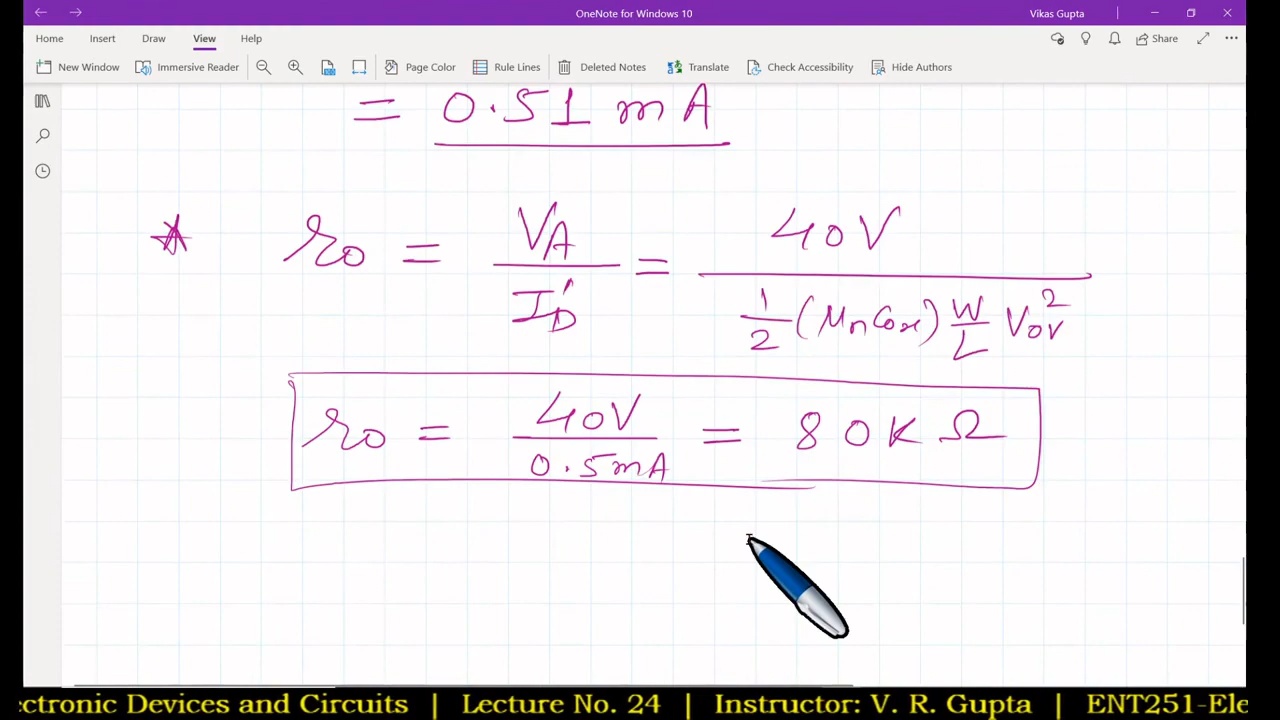 OneNote for Windows 10
Vikas Gupta
Home Insert Draw View Help
Share
New Window Immersive Reader Page Color Rule Lines Deleted Notes Translate Check Accessibility Hide Authors
= 0.51 mA
* ro = VA / ID' = 40V / 1/2 (μnCox) W/L VOV²
ro = 40V / 0.5mA = 80K Ω
ctronic Devices and Circuits | Lecture No. 24 | Instructor: V. R. Gupta | ENT251-Ele